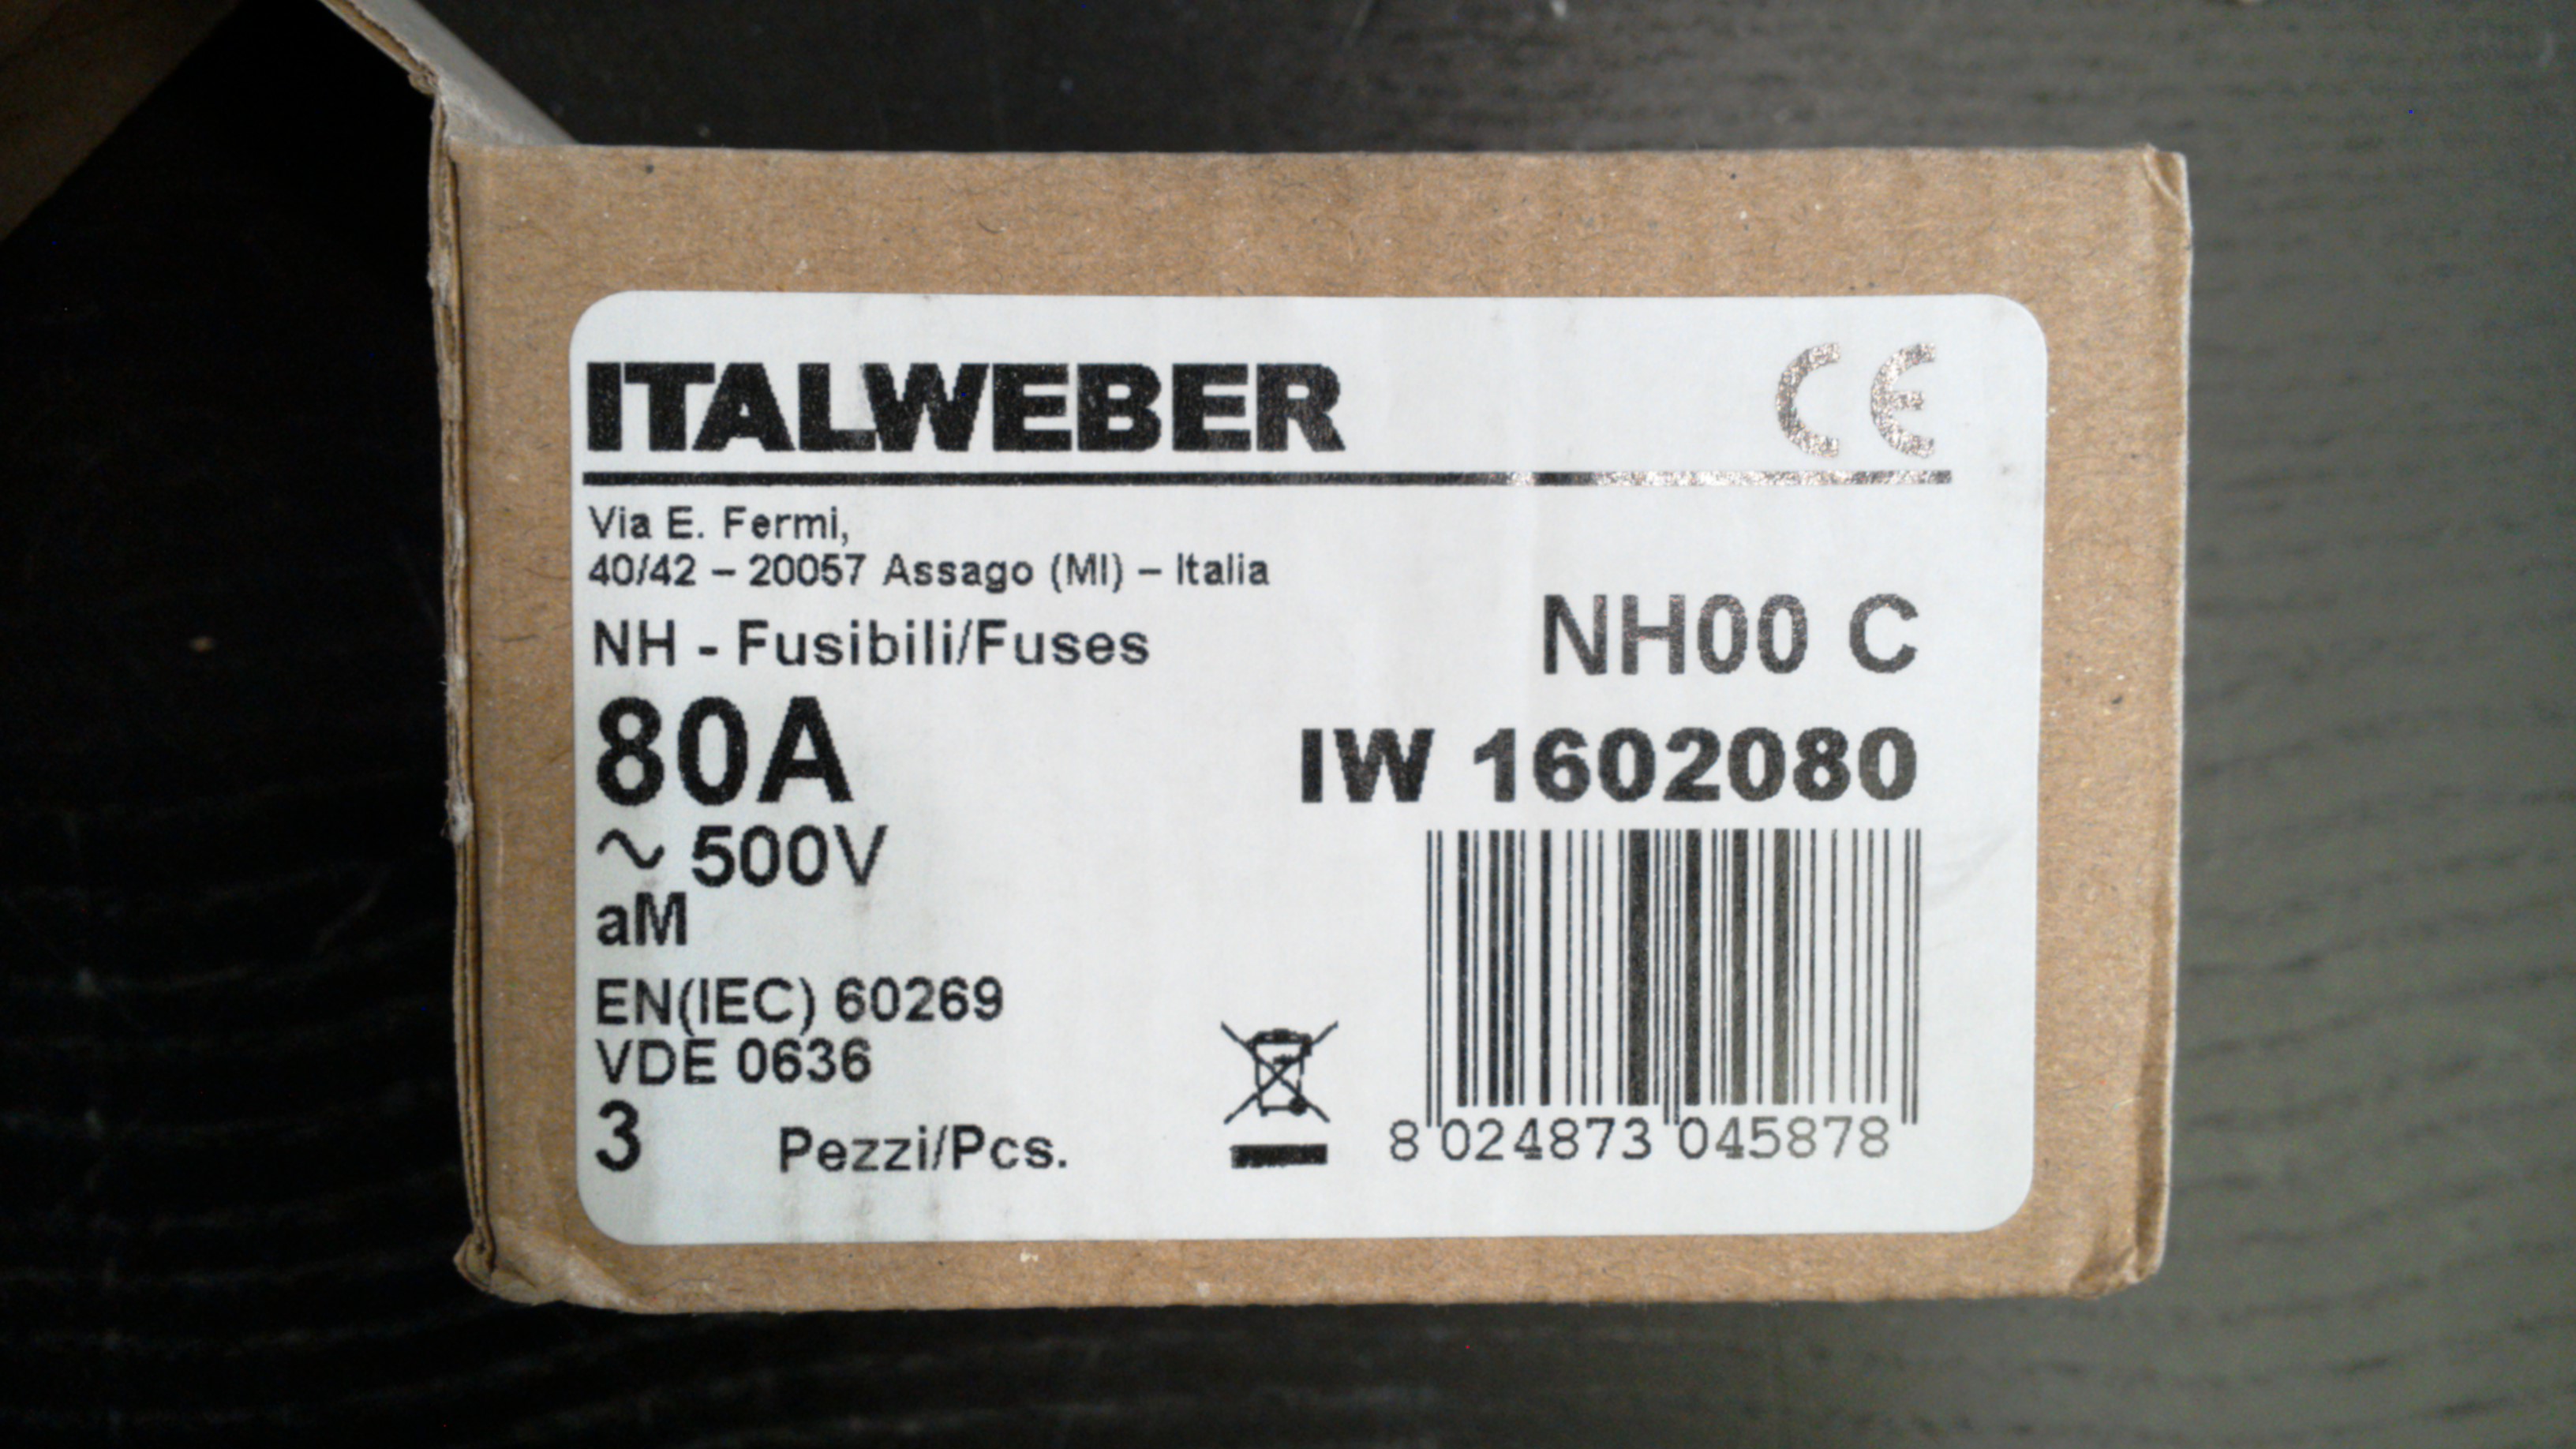 ITALWEBER CE
Via E. Fermi,
40/42 – 20057 Assago (MI) – Italia
NH - Fusibili/Fuses
NH00 C
80A
IW 1602080
~ 500V
aM
EN(IEC) 60269
VDE 0636
3 Pezzi/Pcs.
8 024873 045878